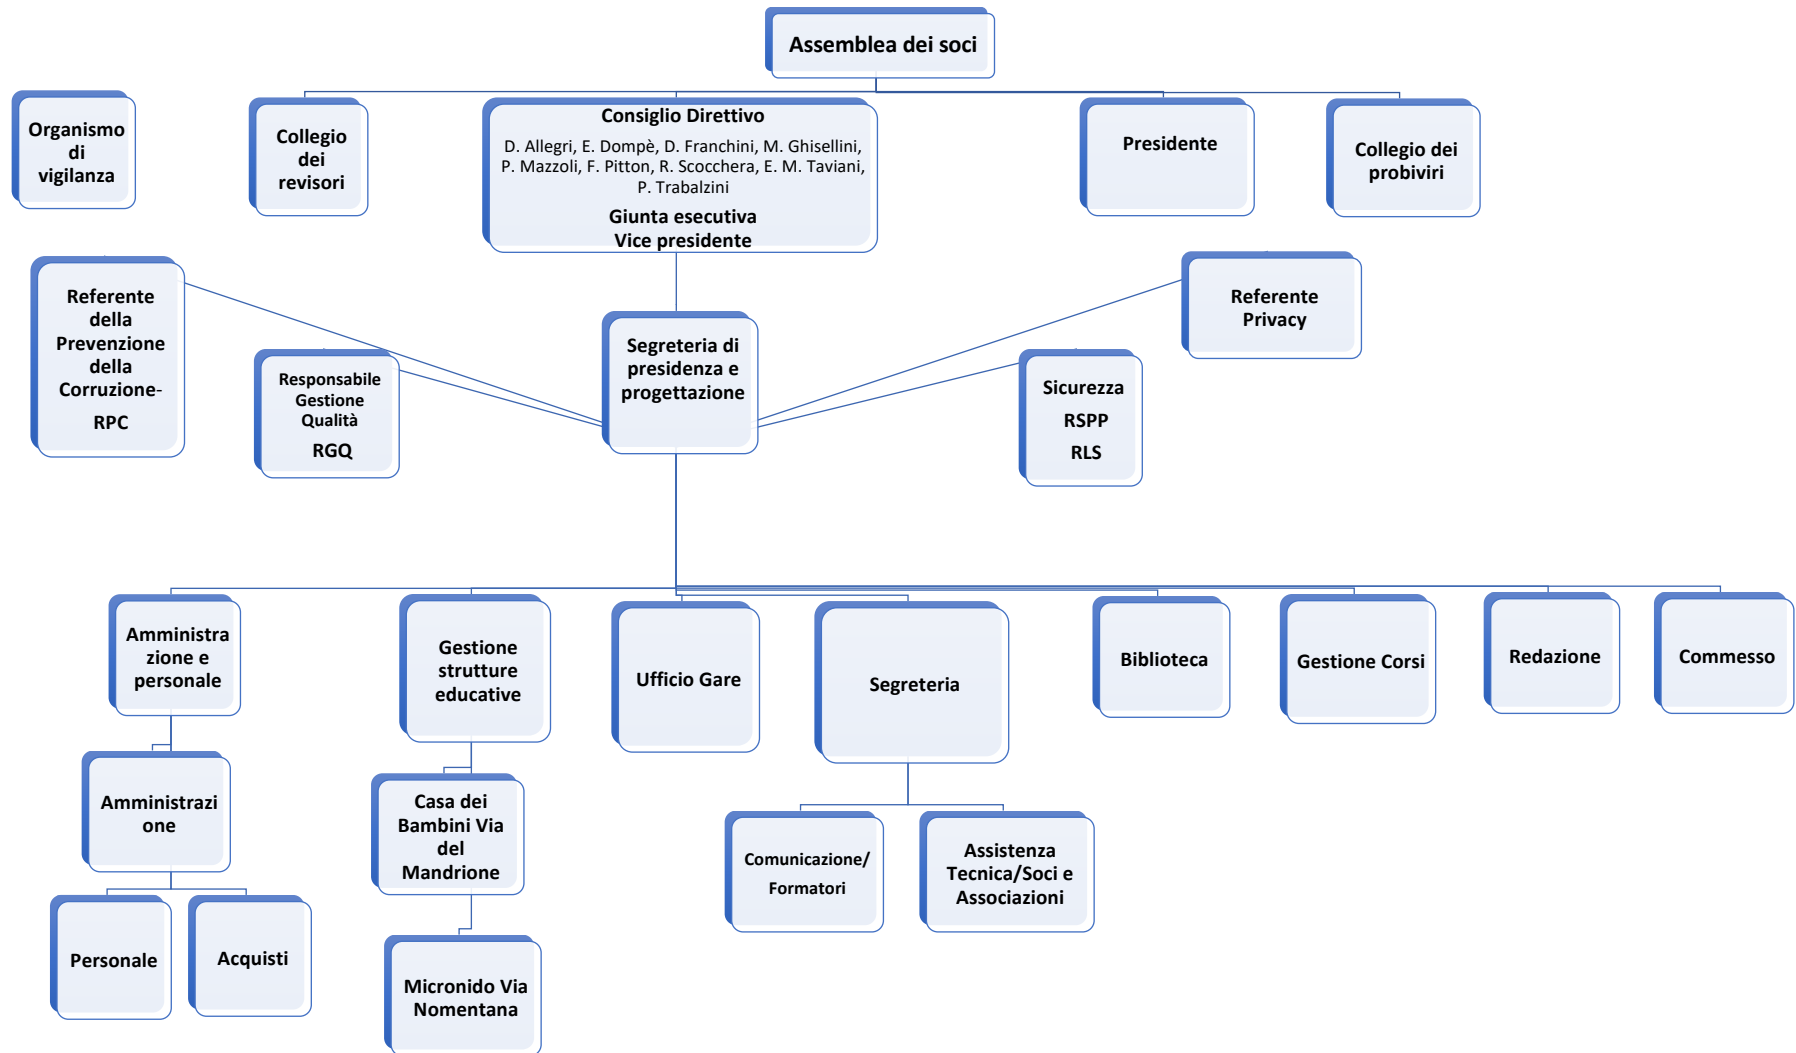 Assemblea dei soci
Organismo
di
vigilanza
Collegio
dei
revisori
Consiglio Direttivo
D. Allegri, E. Dompè, D. Franchini, M. Ghisellini,
P. Mazzoli, F. Pitton, R. Scocchera, E. M. Taviani,
P. Trabalzini
Giunta esecutiva
Vice presidente
Presidente
Collegio dei
probiviri
Referente
della
Prevenzione
della
Corruzione-
RPC
Responsabile
Gestione
Qualità
RGQ
Segreteria di
presidenza e
progettazione
Sicurezza
RSPP
RLS
Referente
Privacy
Amministra
zione e
personale
Gestione
strutture
educative
Ufficio Gare
Segreteria
Biblioteca
Gestione Corsi
Redazione
Commesso
Amministrazi
one
Casa dei
Bambini Via
del
Mandrione
Comunicazione/
Formatori
Assistenza
Tecnica/Soci e
Associazioni
Personale
Acquisti
Micronido Via
Nomentana